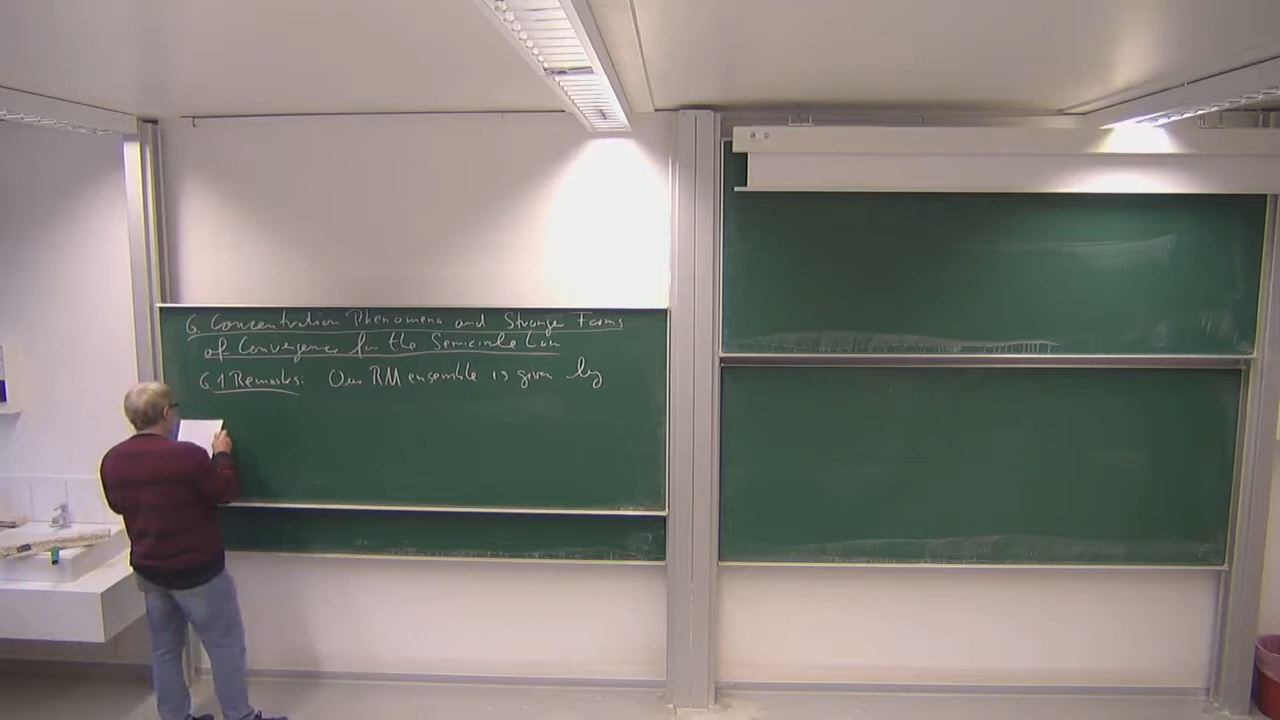 6. Concentration Phenomena and Stronger Forms
of Convergence for the Semicircle Law
6.1 Remarks: Our RM ensemble is given by